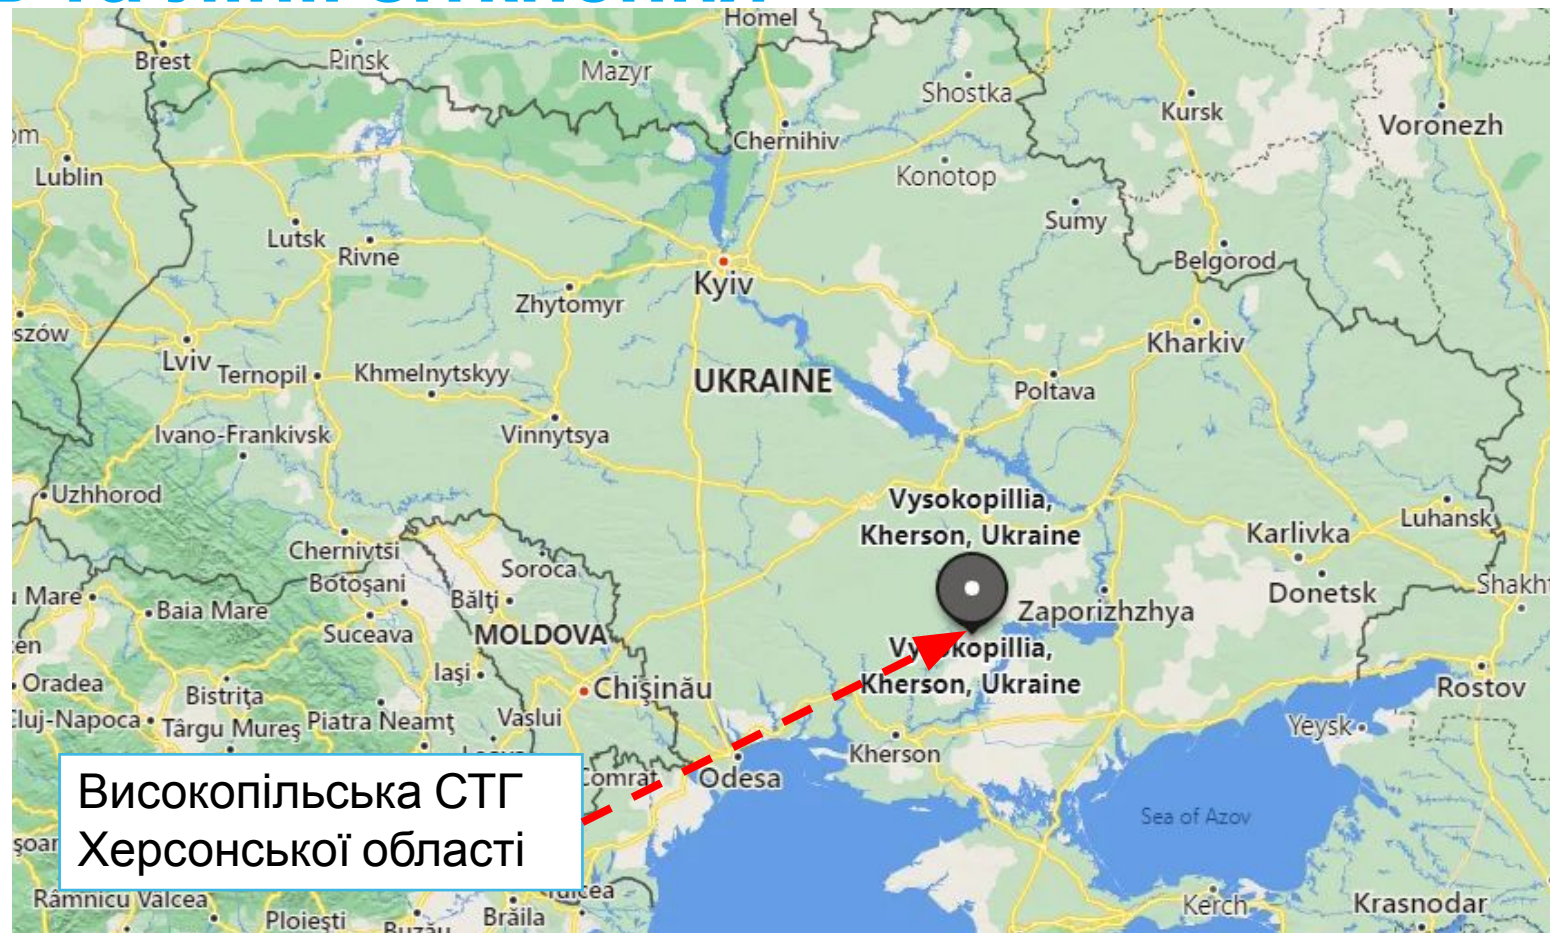 Homel
Brest
Pinsk
Mazyr
Shostka
Kursk
Voronezh
Chernihiv
Lublin
Konotop
Sumy
Lutsk
Rivne
Belgorod
Kyiv
Zhytomyr
Kharkiv
Lviv
Ternopil
Khmelnytskyy
UKRAINE
Poltava
Ivano-Frankivsk
Vinnytsya
Uzhhorod
Vysokopillia,
Kherson, Ukraine
Karlivka
Luhansk
Chernivtsi
Soroca
Botoşani
Bălţi
Donetsk
Baia Mare
Zaporizhzhya
Suceava
MOLDOVA
Vysokopillia,
Kherson, Ukraine
Iaşi
Oradea
Bistriţa
Chişinău
Rostov
Cluj-Napoca
Târgu Mureş
Piatra Neamţ
Vaslui
Yeysk
Kherson
Comrat
Odesa
Високопільська СТГ
Херсонської області
Sea of Azov
Râmnicu Vâlcea
Ploieşti
Buzău
Brăila
Kerch
Krasnodar